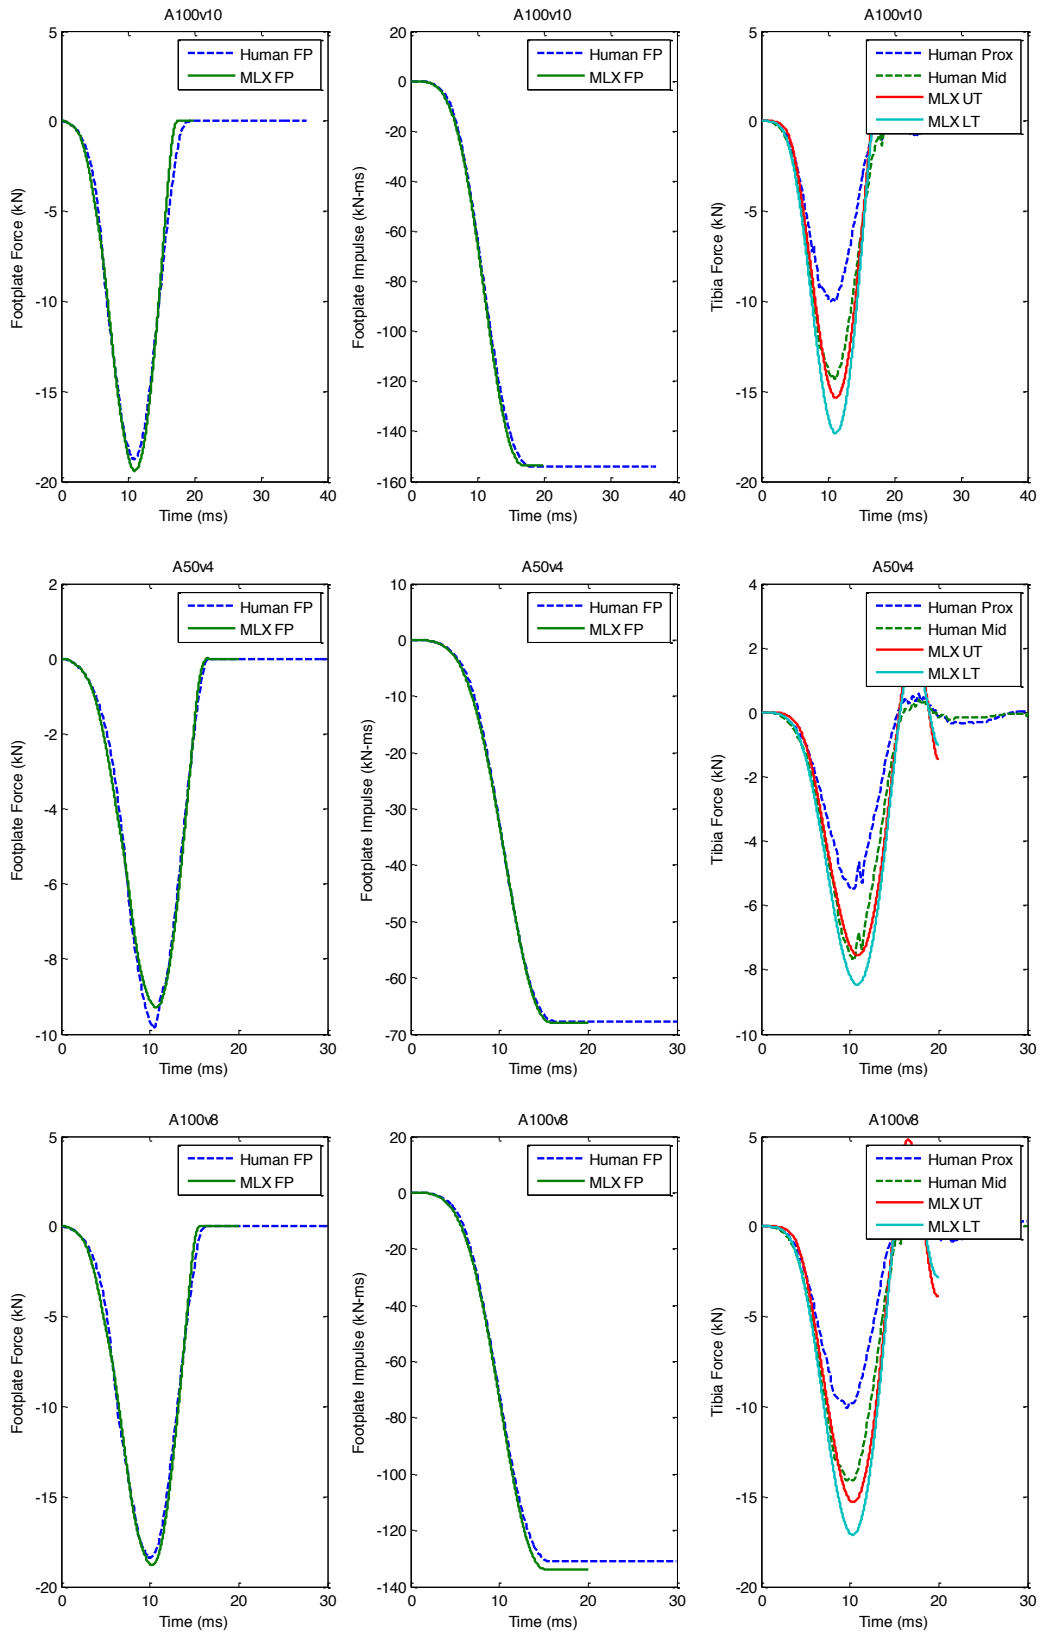 A100v10
A100v10
A100v10
5
0
-5
-10
-15
-20
Footplate Force (kN)
Human FP
MLX FP
0
10
20
30
40
Time (ms)
20
0
-20
-40
-60
-80
-100
-120
-140
-160
Footplate Impulse (kN-ms)
Human FP
MLX FP
0
10
20
30
40
Time (ms)
5
0
-5
-10
-15
-20
Tibia Force (kN)
Human Prox
Human Mid
MLX UT
MLX LT
0
10
20
30
40
Time (ms)
A50v4
A50v4
A50v4
2
0
-2
-4
-6
-8
-10
Footplate Force (kN)
Human FP
MLX FP
0
10
20
30
Time (ms)
10
0
-10
-20
-30
-40
-50
-60
-70
Footplate Impulse (kN-ms)
Human FP
MLX FP
0
10
20
30
Time (ms)
4
2
0
-2
-4
-6
-8
-10
Tibia Force (kN)
Human Prox
Human Mid
MLX UT
MLX LT
0
10
20
30
Time (ms)
A100v8
A100v8
A100v8
5
0
-5
-10
-15
-20
Footplate Force (kN)
Human FP
MLX FP
0
10
20
30
Time (ms)
20
0
-20
-40
-60
-80
-100
-120
-140
Footplate Impulse (kN-ms)
Human FP
MLX FP
0
10
20
30
Time (ms)
5
0
-5
-10
-15
-20
Tibia Force (kN)
Human Prox
Human Mid
MLX UT
MLX LT
0
10
20
30
Time (ms)